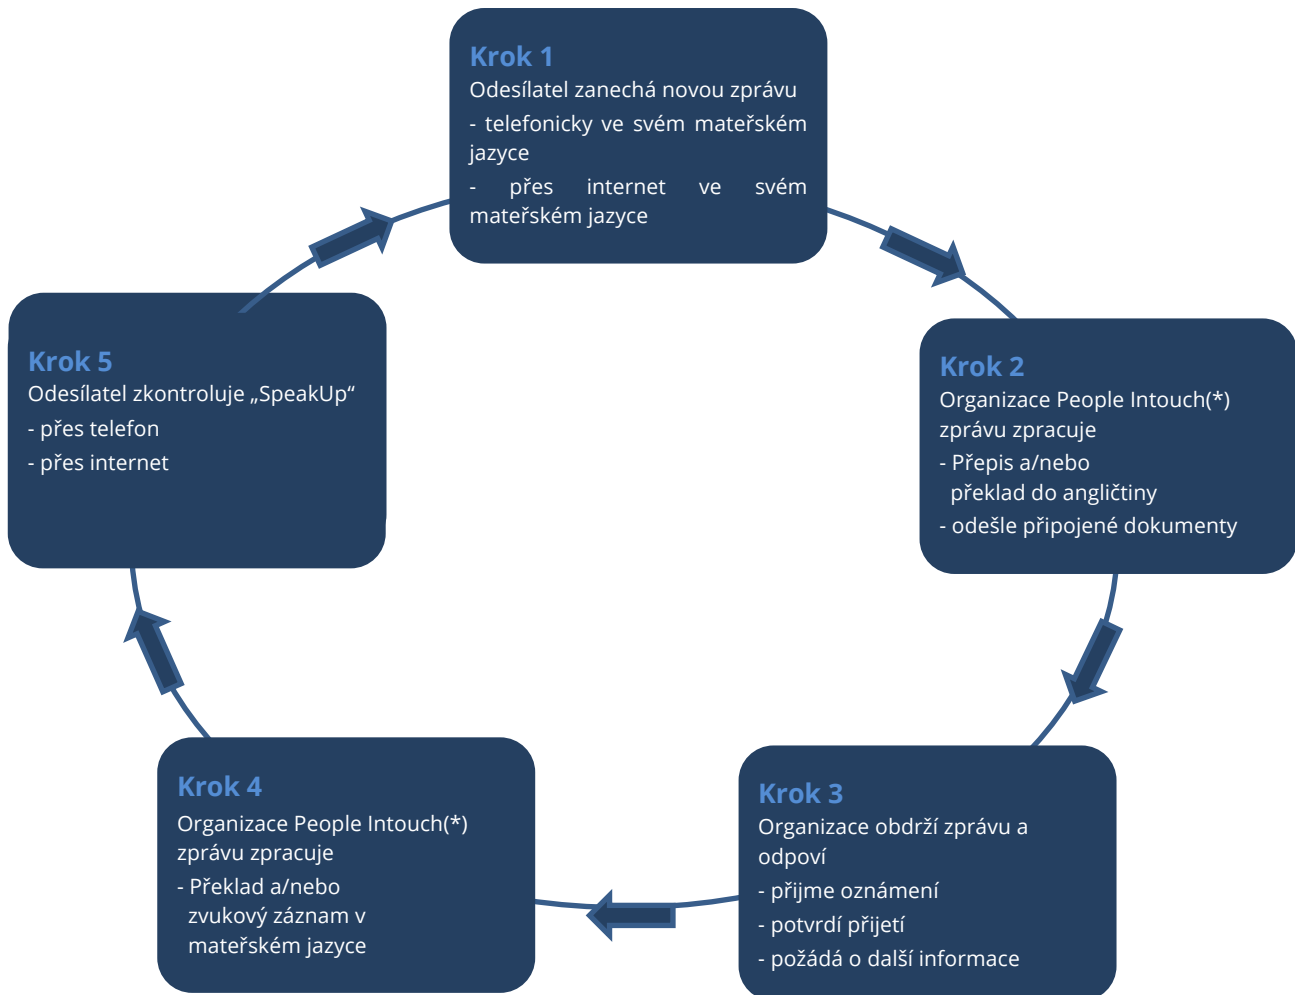 Krok 1
Odesílatel zanechá novou zprávu
- telefonicky ve svém mateřském
jazyce
- přes internet ve svém
mateřském jazyce
Krok 2
Organizace People Intouch(*)
zprávu zpracuje
- Přepis a/nebo
překlad do angličtiny
- odešle připojené dokumenty
Krok 3
Organizace obdrží zprávu a
odpoví
- přijme oznámení
- potvrdí přijetí
- požádá o další informace
Krok 4
Organizace People Intouch(*)
zprávu zpracuje
- Překlad a/nebo
zvukový záznam v
mateřském jazyce
Krok 5
Odesílatel zkontroluje „SpeakUp“
- přes telefon
- přes internet